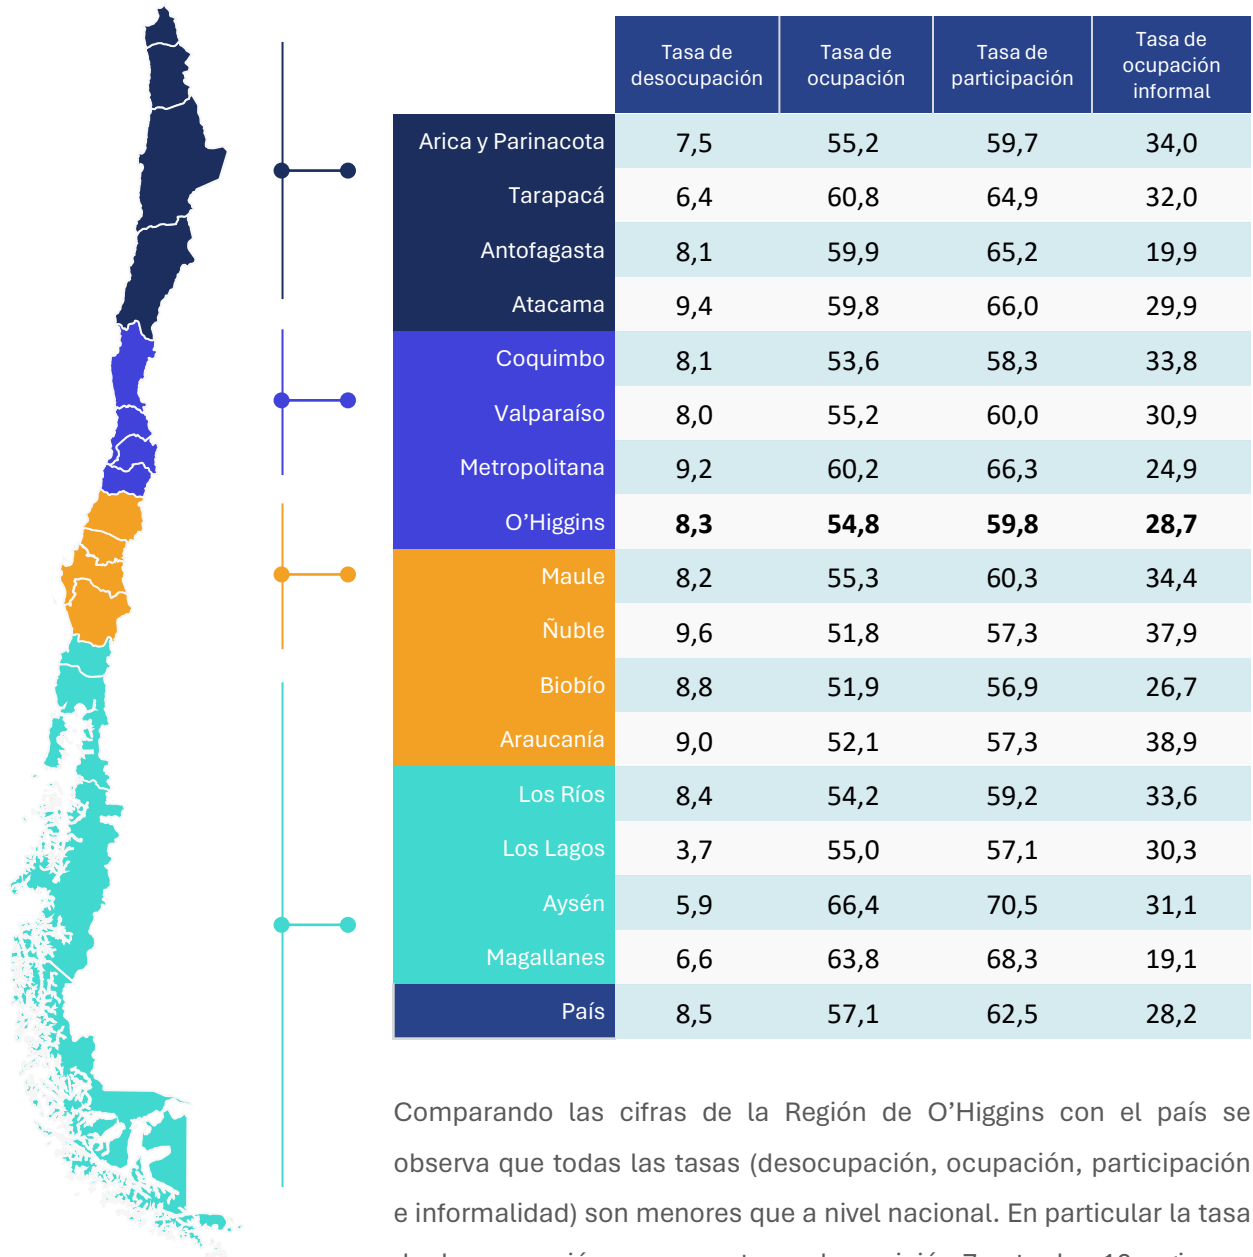 Tasa de desocupación Tasa de ocupación Tasa de participación Tasa de ocupación informal
Arica y Parinacota 7,5 55,2 59,7 34,0
Tarapacá 6,4 60,8 64,9 32,0
Antofagasta 8,1 59,9 65,2 19,9
Atacama 9,4 59,8 66,0 29,9
Coquimbo 8,1 53,6 58,3 33,8
Valparaíso 8,0 55,2 60,0 30,9
Metropolitana 9,2 60,2 66,3 24,9
O’Higgins 8,3 54,8 59,8 28,7
Maule 8,2 55,3 60,3 34,4
Ñuble 9,6 51,8 57,3 37,9
Biobío 8,8 51,9 56,9 26,7
Araucanía 9,0 52,1 57,3 38,9
Los Ríos 8,4 54,2 59,2 33,6
Los Lagos 3,7 55,0 57,1 30,3
Aysén 5,9 66,4 70,5 31,1
Magallanes 6,6 63,8 68,3 19,1
País 8,5 57,1 62,5 28,2
Comparando las cifras de la Región de O’Higgins con el país se
observa que todas las tasas (desocupación, ocupación, participación
e informalidad) son menores que a nivel nacional. En particular la tasa